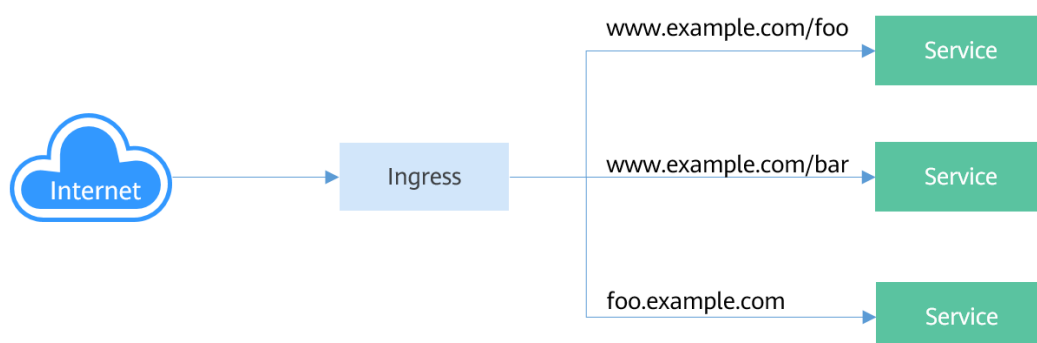 www.example.com/foo
Service
Internet
Ingress
www.example.com/bar
Service
foo.example.com
Service